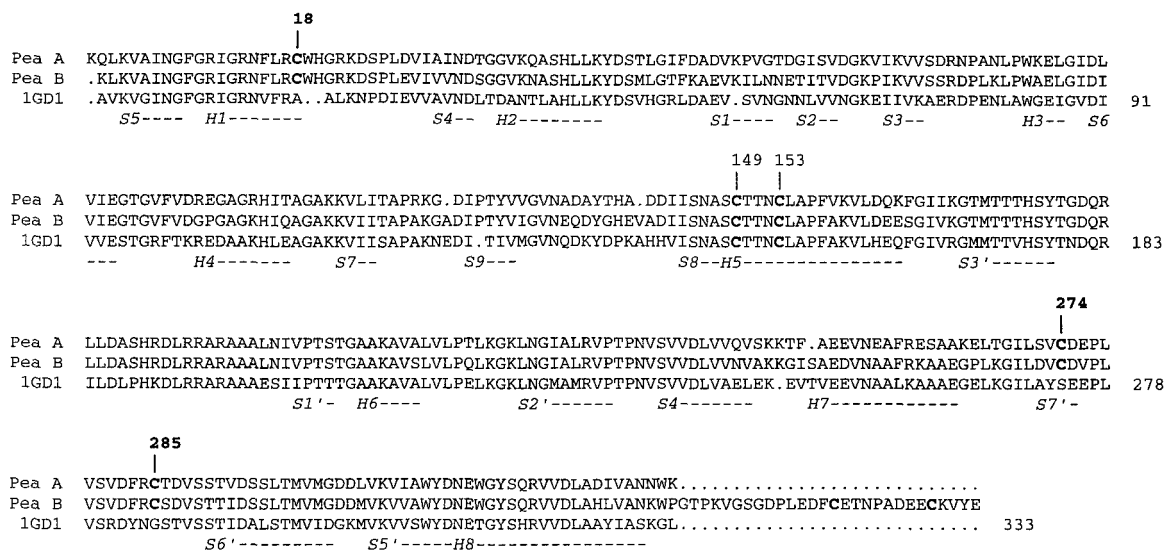 18
Pea A KQLKVAINGFGRIGRNFLRCWHGRKDSPLDVIAINDTGGVKQASHLLKYDSTLGIFDADVKPVGTDGISVDGKVIKVVSDRNPANLPWKELGIDL
Pea B .KLKVAINGFGRIGRNFLRCWHGRKDSPLDVIVVNDSGGVKNASHLLKYDSMLGTFKAEVKILNNETITVDGKPIKVVSSRDPLKLPWAELGIDI
1GD1 .AVKVGINGFGRIGRNVFRA..ALKNPDIEVVAVNDLTDANTLAHLLKYDSVHGRLDAEV.SVNGNNLVVNGKEIIVKAERDPENLAWGEIGVDI 91
S5---- H1------- S4-- H2-------- S1---- S2-- S3-- H3-- S6
149 153
Pea A VIEGTGVFVDREGAGRHITAGAKKVLITAPRKG.DIPTYVVGVNADAYTHA.DDIISNASCTTNCLAPFVKVLDQKFGIIKGTMTTTHSYTGDQR
Pea B VIEGTGVFVDGPGAGKHIQAGAKKVIITAPAKGADIPTYVIGVNEQDYGHEVADIISNASCTTNCLAPFAKVLDEESGIVKGTMTTTHSYTGDQR
1GD1 VVESTGRFTKREDAAKHLEAGAKKVIISAPAKNEDI.TIVMGVNQDKYDPKAHHVISNASCTTNCLAPFAKVLHEQFGIVRGMMTTVHSYTNDQR 183
--- H4------- S7-- S9--- S8--H5-------------- S3'------
274
Pea A LLDASHRDLRRARAAALNIVPTSTGAAKAVALVLPTLKGKLNGIALRVPTPNVSVVDLVVQVSKKTF.AEEVNEAFRESAAKELTGILSVCDEPL
Pea B LLDASHRDLRRARAAALNIVPTSTGAAKAVALVLPQLKGKLNGIALRVPTPNVSVVDLVVNVAKKGISAEDVNAAFRKAAEGPLKGILDVCDVPL
1GD1 ILDLPHKDLRRARAAAESIIPTTTGAAKAVALVLPELKGKLNGMAMRVPTPNVSVVDLVAELEK.EVTVEEVNAALKAAAEGELKGILAYSEEPL 278
S1'- H6---- S2'------ S4------- H7------------ S7'-
285
Pea A VSVDFRCTDVSSTVDSSLTMVMGDDLVKVIAWYDNEWGYSQRVVDLADIVANNWK..............................
Pea B VSVDFRCSDVSTTIDSSLTMVMGDDMVKVVAWYDNEWGYSQRVVDLAHLVANKWPGTPKVGSGDPLEDFCETNPADEECKVYE
1GD1 VSRDYNGSTVSSTIDALSTMVIDGKMVKVVSWYDNETGYSHRVVDLAAYIASKGL.............................. 333
S6'--------- S5'-----H8-----------------